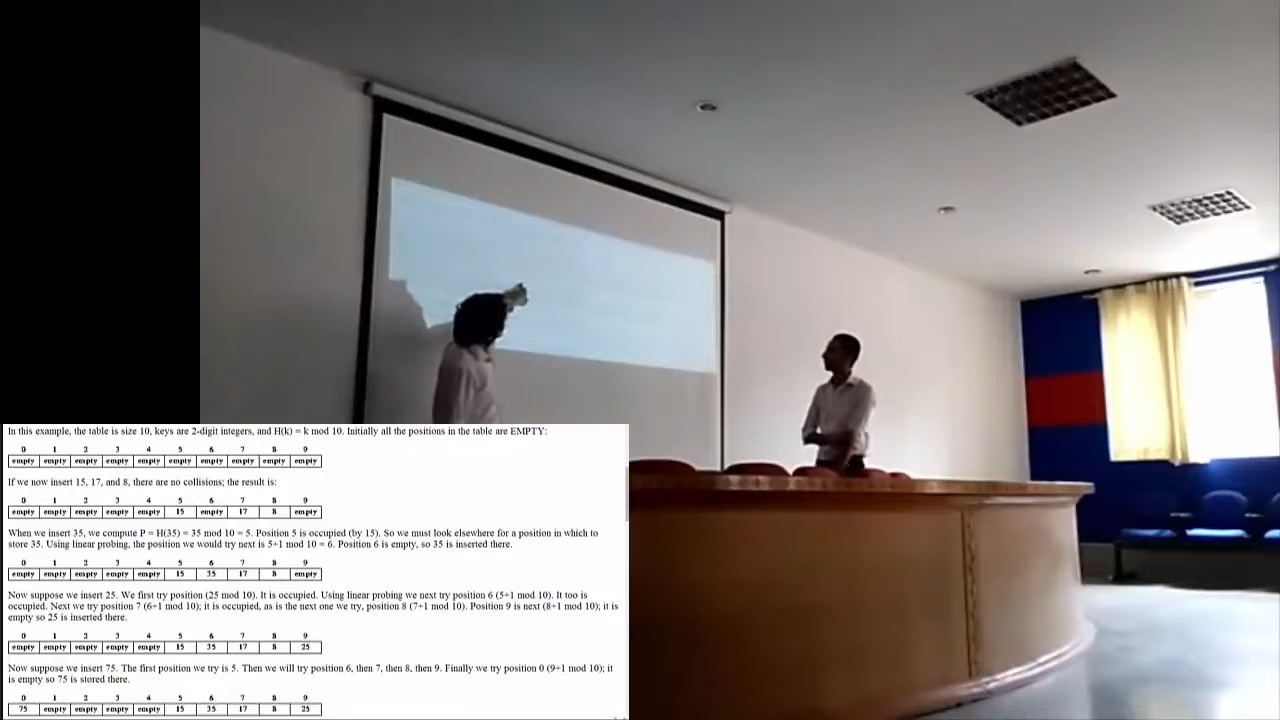 In this example, the table is size 10, keys are 2-digit integers, and H(k) = k mod 10. Initially all the positions in the table are EMPTY:
0 1 2 3 4 5 6 7 8 9
empty empty empty empty empty empty empty empty empty empty
If we now insert 15, 17, and 8, there are no collisions; the result is:
0 1 2 3 4 5 6 7 8 9
empty empty empty empty empty 15 empty 17 8 empty
When we insert 35, we compute P = H(35) = 35 mod 10 = 5. Position 5 is occupied (by 15). So we must look elsewhere for a position in which to
store 35. Using linear probing, the position we would try next is 5+1 mod 10 = 6. Position 6 is empty, so 35 is inserted there.
0 1 2 3 4 5 6 7 8 9
empty empty empty empty empty 15 35 17 8 empty
Now suppose we insert 25. We first try position (25 mod 10). It is occupied. Using linear probing we next try position 6 (5+1 mod 10). It too is
occupied. Next we try position 7 (6+1 mod 10); it is occupied, as is the next one we try, position 8 (7+1 mod 10). Position 9 is next (8+1 mod 10); it is
empty so 25 is inserted there.
0 1 2 3 4 5 6 7 8 9
empty empty empty empty empty 15 35 17 8 25
Now suppose we insert 75. The first position we try is 5. Then we will try position 6, then 7, then 8, then 9. Finally we try position 0 (9+1 mod 10); it
is empty so 75 is stored there.
0 1 2 3 4 5 6 7 8 9
75 empty empty empty empty 15 35 17 8 25